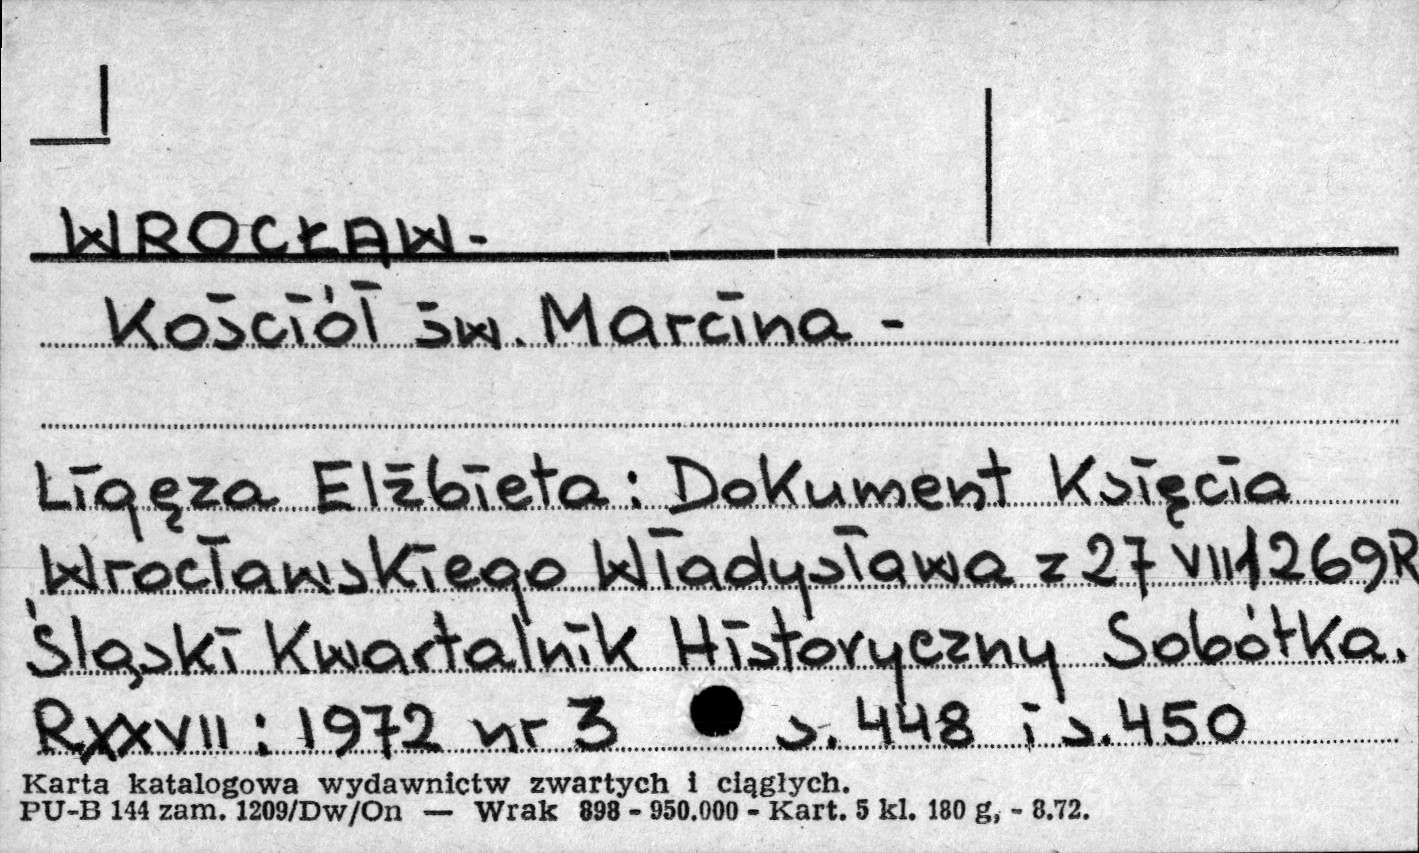 WROCŁAW-
Kościół św. Marcina -
Ligęza Elżbieta: Dokument Księcia
Wrocławskiego Władysława z 27 VIII 1269R
Śląski Kwartalnik Historyczny Sobótka.
RXXVII: 1972 nr 3 s. 448 i s. 450
Karta katalogowa wydawnictw zwartych i ciągłych.
PU-B 144 zam. 1209/Dw/On — Wrak 898 - 950.000 - Kart. 5 kl. 180 g, - 8.72.